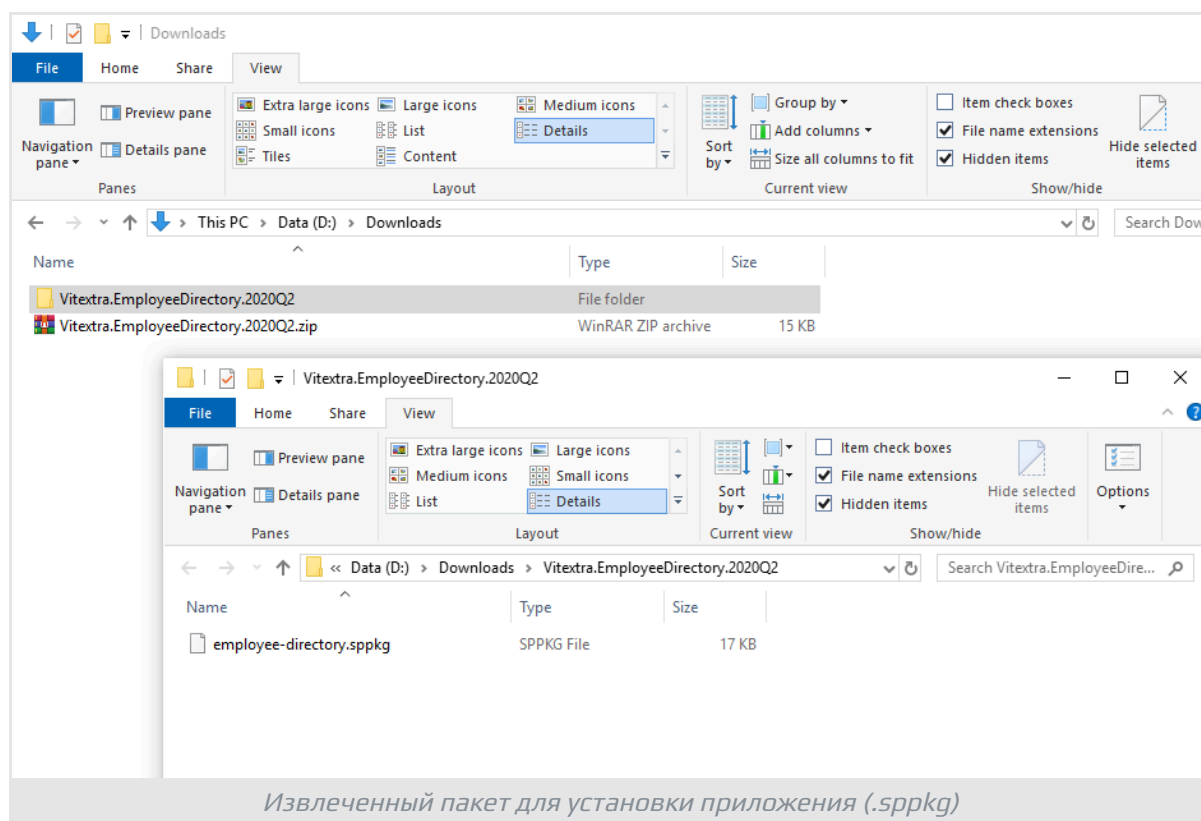 Downloads
File Home Share View
Preview pane Extra large icons Large icons Medium icons Group by Item check boxes
Small icons List Details Add columns File name extensions
Navigation pane Details pane Tiles Content Sort by Size all columns to fit Hidden items Hide selected items
Panes Layout Current view Show/hide
This PC > Data (D:) > Downloads Search Dow
Name Type Size
Vitextra.EmployeeDirectory.2020Q2 File folder
Vitextra.EmployeeDirectory.2020Q2.zip WinRAR ZIP archive 15 KB
Vitextra.EmployeeDirectory.2020Q2
File Home Share View
Preview pane Extra large icons Large icons Item check boxes
Medium icons Small icons File name extensions
Navigation pane Details pane List Details Sort by Hidden items Hide selected items Options
Panes Layout Current view Show/hide
« Data (D:) > Downloads > Vitextra.EmployeeDirectory.2020Q2 Search Vitextra.EmployeeDire...
Name Type Size
employee-directory.sppkg SPPKG File 17 KB
Извлеченный пакет для установки приложения (.sppkg)